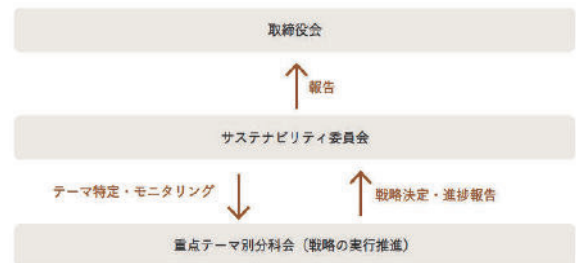 取締役会
報告
サステナビリティ委員会
テーマ特定・モニタリング
戦略決定・進捗報告
重点テーマ別分科会（戦略の実行推進）